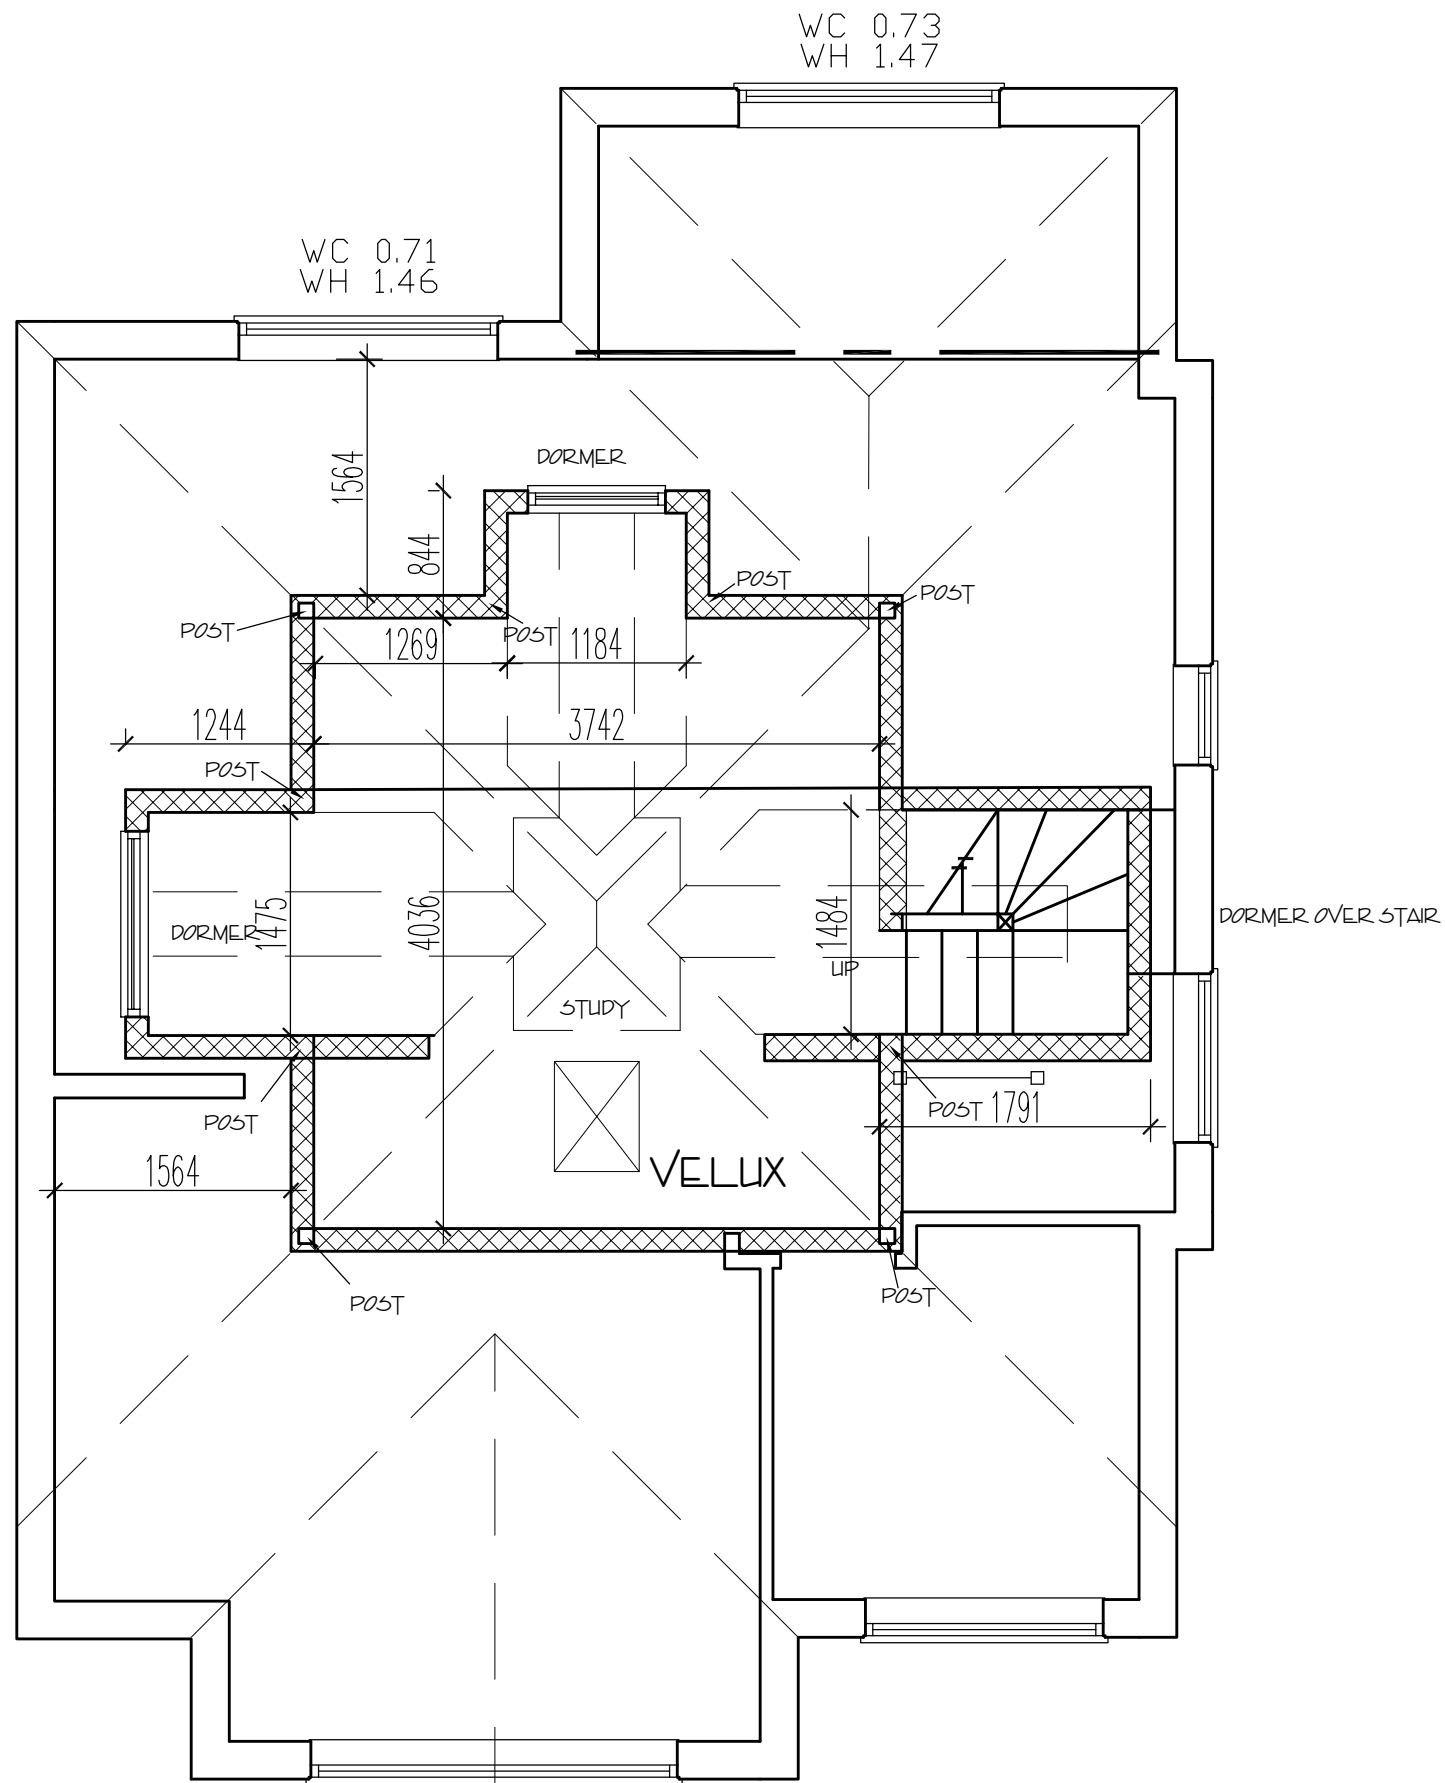 WC 0.73
WH 1.47
WC 0.71
WH 1.46
DORMER
1564
844
POST
POST
POST
POST
1269
1184
1244
3742
POST
1475
4036
1484
DORMER
DORMER OVER STAIR
UP
STUDY
POST
POST
1791
1564
VELUX
POST
POST